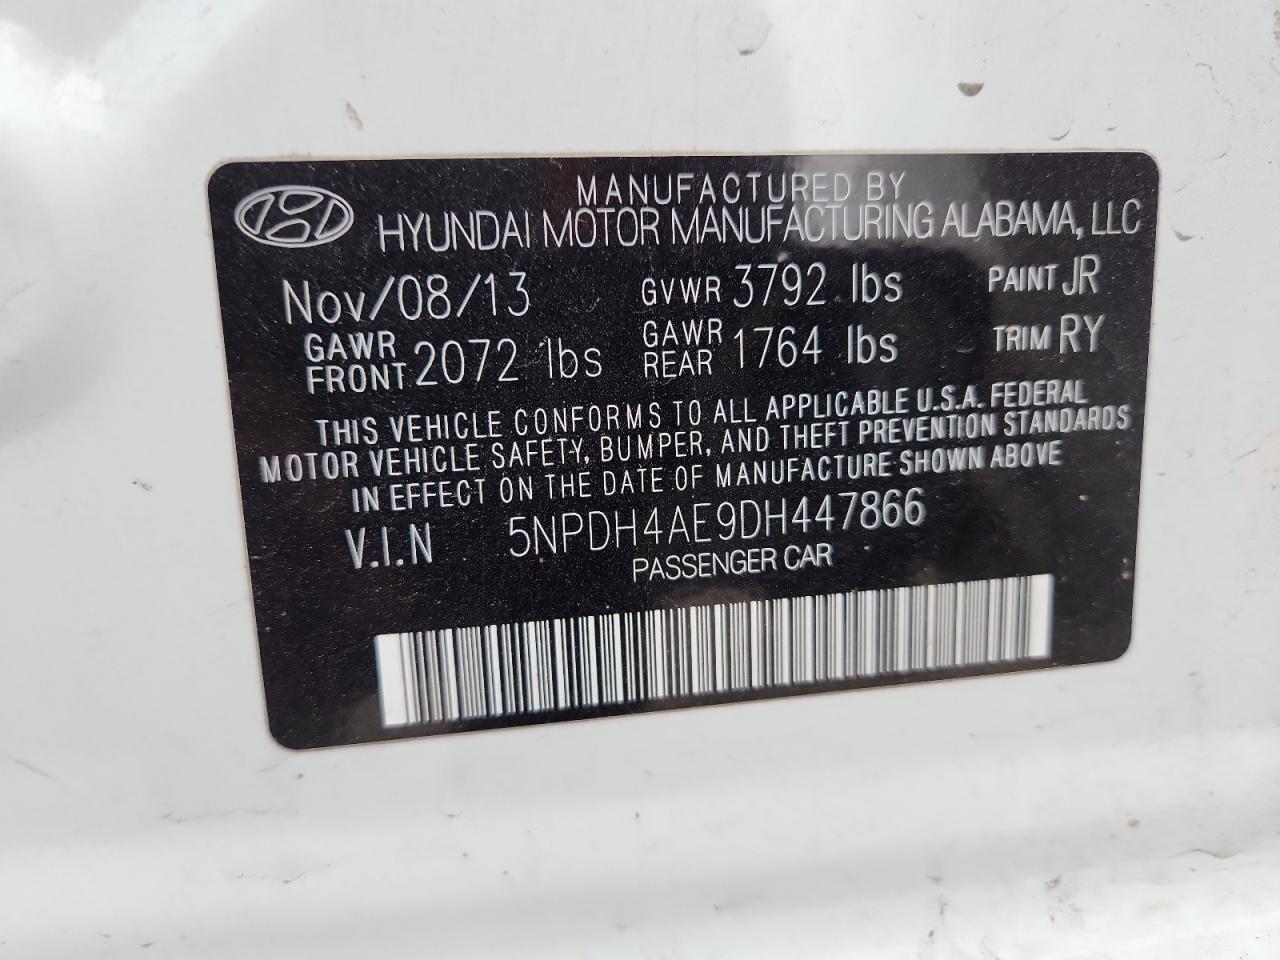 MANUFACTURED BY
HYUNDAI MOTOR MANUFACTURING ALABAMA, LLC
Nov/08/13 GVWR 3792 lbs PAINT JR
GAWR FRONT 2072 lbs GAWR REAR 1764 lbs TRIM RY
THIS VEHICLE CONFORMS TO ALL APPLICABLE U.S.A. FEDERAL
MOTOR VEHICLE SAFETY, BUMPER, AND THEFT PREVENTION STANDARDS
IN EFFECT ON THE DATE OF MANUFACTURE SHOWN ABOVE
V.I.N 5NPDH4AE9DH447866
PASSENGER CAR